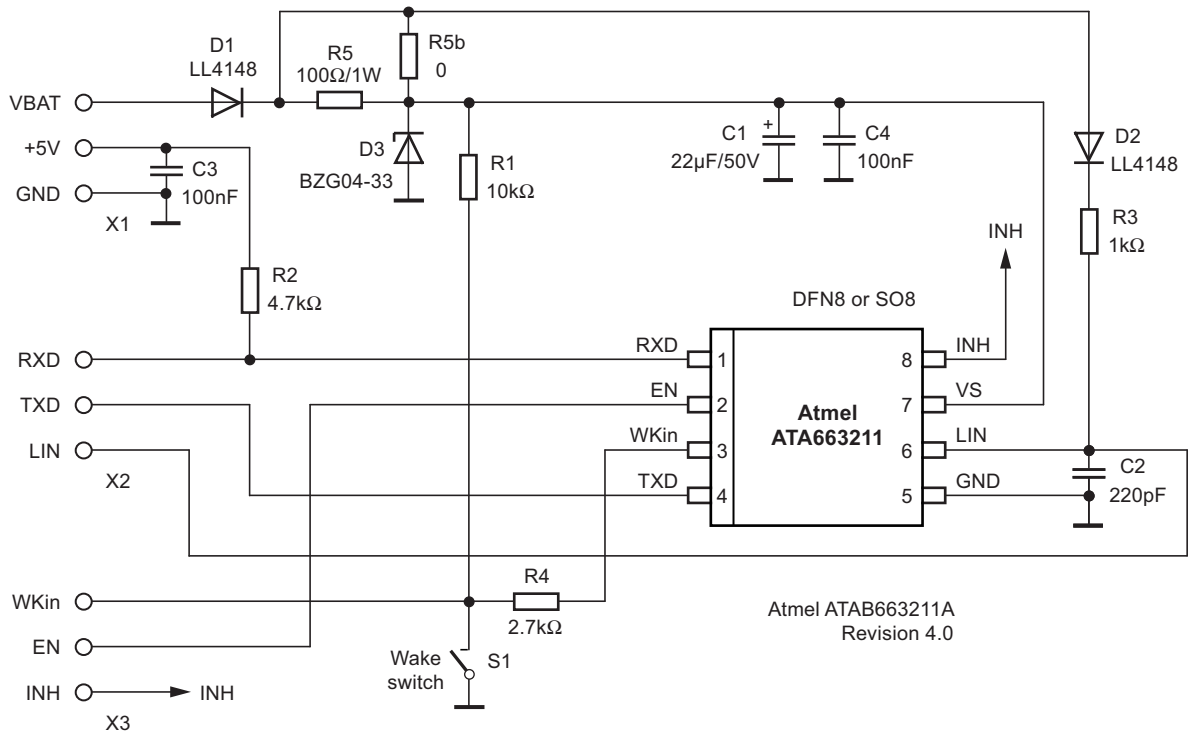 D1
LL4148
R5
100Ω/1W
R5b
0
VBAT
+5V
GND
X1
C3
100nF
D3
BZG04-33
R1
10kΩ
C1
+
22µF/50V
C4
100nF
D2
LL4148
R3
1kΩ
INH
R2
4.7kΩ
DFN8 or SO8
RXD
TXD
LIN
X2
RXD
EN
WKin
TXD
1
2
3
4
Atmel
ATA663211
8
7
6
5
INH
VS
LIN
GND
C2
220pF
WKin
EN
INH
INH
X3
R4
2.7kΩ
Wake
switch
S1
Atmel ATAB663211A
Revision 4.0